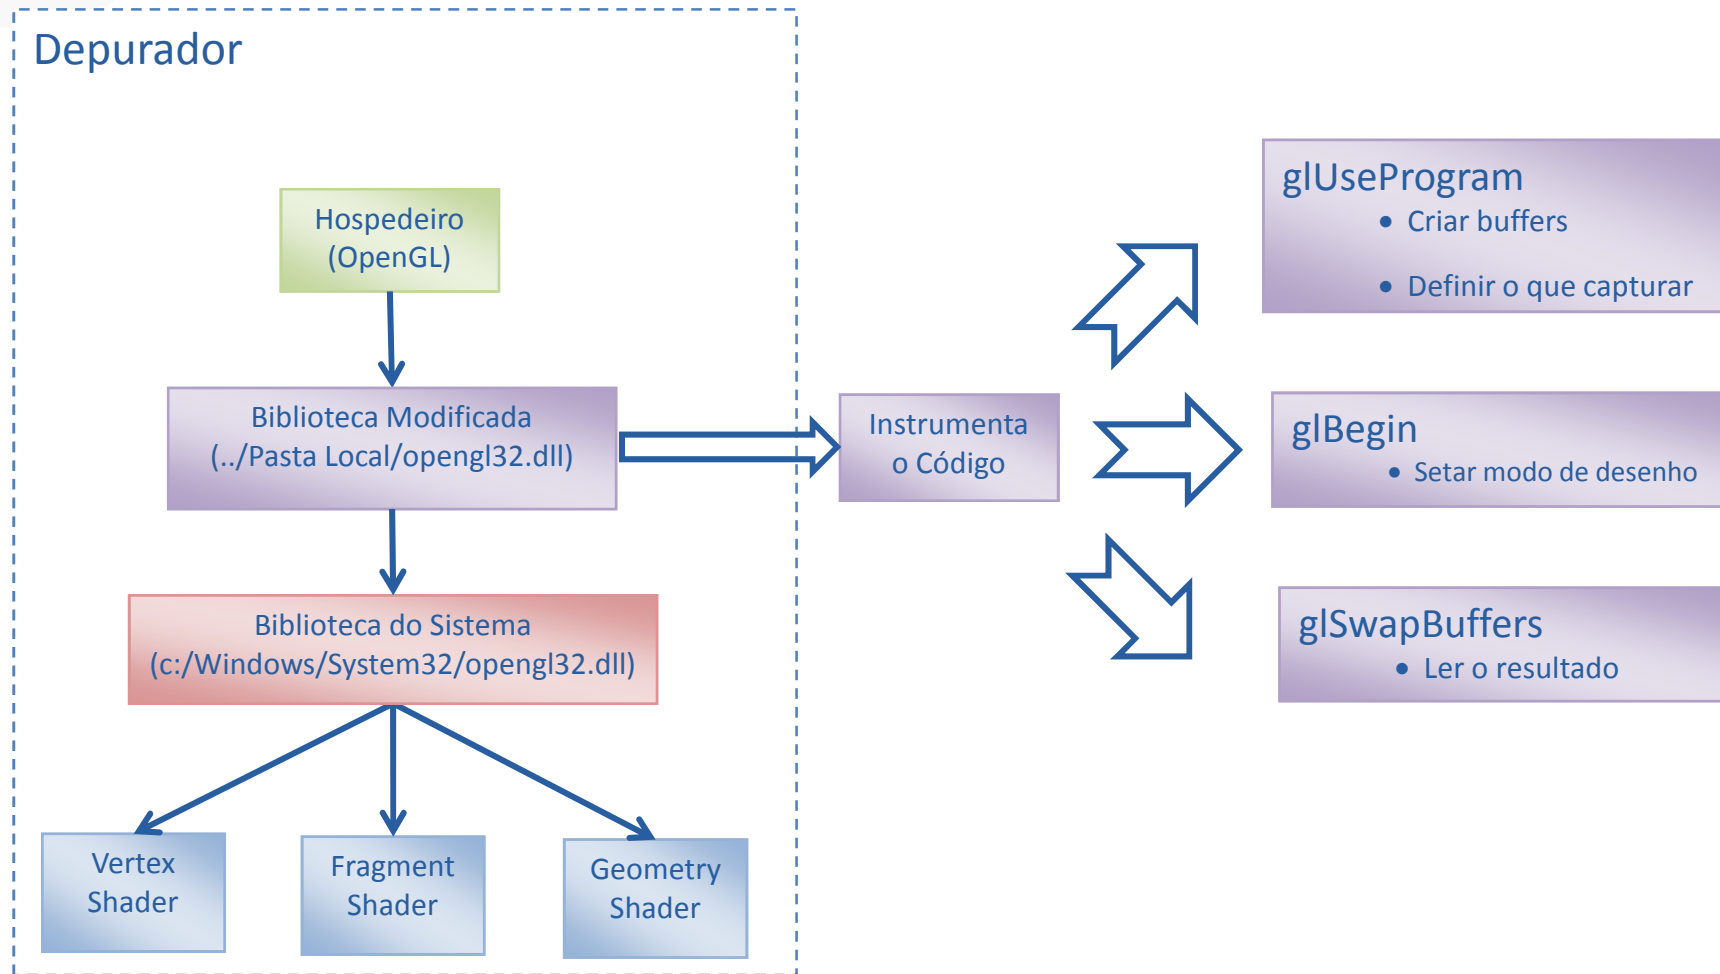 Depurador
Hospedeiro
(OpenGL)
Biblioteca Modificada
(../Pasta Local/opengl32.dll)
Biblioteca do Sistema
(c:/Windows/System32/opengl32.dll)
Vertex
Shader
Fragment
Shader
Geometry
Shader
Instrumenta
o Código
glUseProgram
• Criar buffers
• Definir o que capturar
glBegin
• Setar modo de desenho
glSwapBuffers
• Ler o resultado